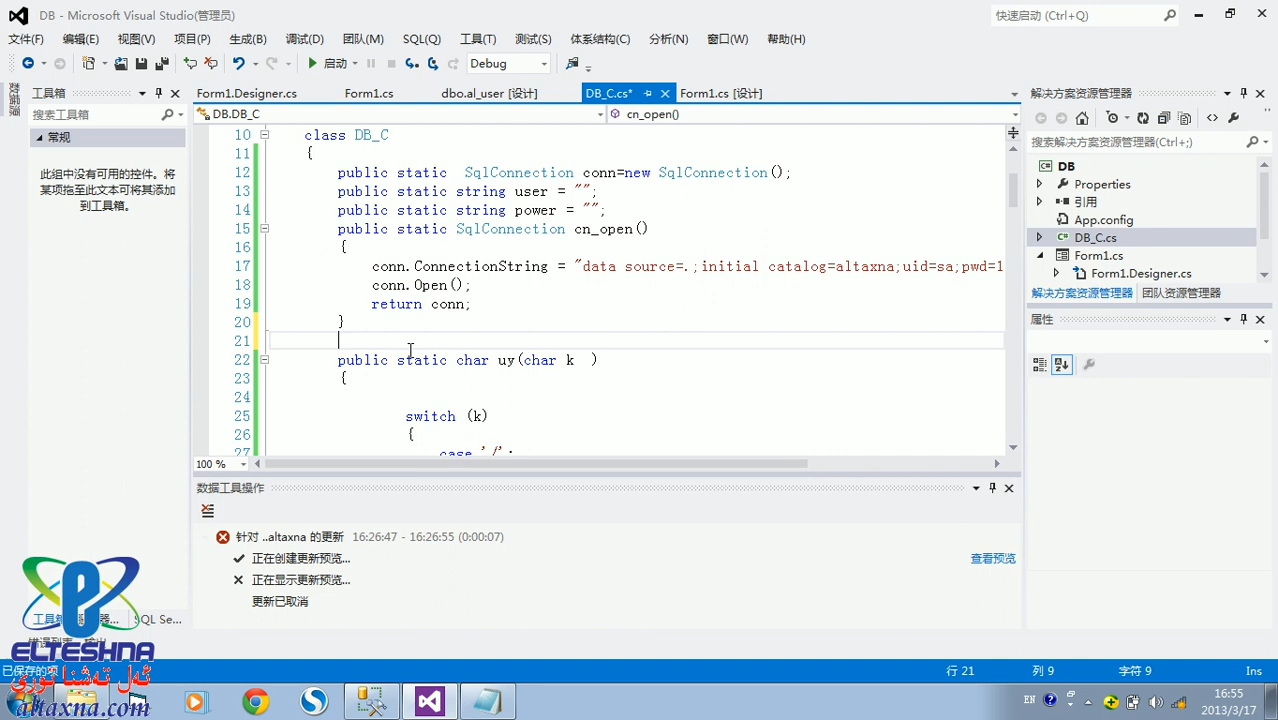 DB - Microsoft Visual Studio(管理员)
快速启动 (Ctrl+Q)
文件(F) 编辑(E) 视图(V) 项目(P) 生成(B) 调试(D) 团队(M) SQL(Q) 工具(T) 测试(S) 体系结构(C) 分析(N) 窗口(W) 帮助(H)
启动 Debug
工具箱
搜索工具箱
常规
此组中没有可用的控件。将
某项拖至此文本可将其添
加到工具箱。
Form1.Designer.cs Form1.cs dbo.al_user [设计] DB_C.cs* Form1.cs [设计]
DB.DB_C cn_open()
10 class DB_C
11 {
12 public static  SqlConnection conn=new SqlConnection();
13 public static string user = "";
14 public static string power = "";
15 public static SqlConnection cn_open()
16 {
17 conn.ConnectionString = "data source=.;initial catalog=altaxna;uid=sa;pwd=1
18 conn.Open();
19 return conn;
20 }
21
22 public static char uy(char k  )
23 {
24
25 switch (k)
26 {
27 case '/':
100 %
数据工具操作
针对 ..altaxna 的更新 16:26:47 - 16:26:55 (0:00:07)
正在创建更新预览... 查看预览
正在显示更新预览...
更新已取消
解决方案资源管理器
搜索解决方案资源管理器(Ctrl+;)
DB
Properties
引用
App.config
DB_C.cs
Form1.cs
Form1.Designer.cs
解决方案资源管理器 团队资源管理器
属性
SQL Se...
ELTESHNA
ئەل تەشنا تورى
altaxna.com
行 21 列 9 字符 9 Ins
EN
16:55
2013/3/17